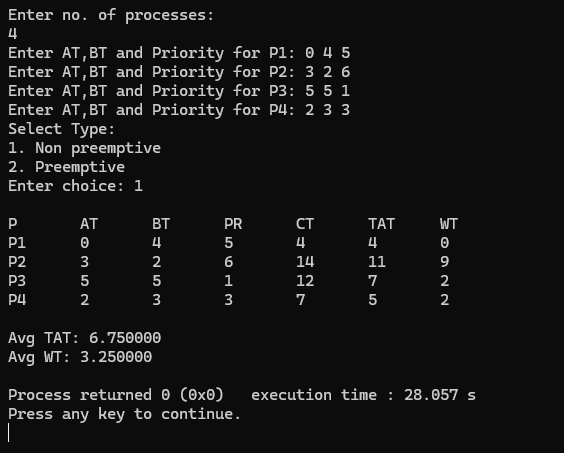 Enter no. of processes:
4
Enter AT,BT and Priority for P1: 0 4 5
Enter AT,BT and Priority for P2: 3 2 6
Enter AT,BT and Priority for P3: 5 5 1
Enter AT,BT and Priority for P4: 2 3 3
Select Type:
1. Non preemptive
2. Preemptive
Enter choice: 1
P AT BT PR CT TAT WT
P1 0 4 5 4 4 0
P2 3 2 6 14 11 9
P3 5 5 1 12 7 2
P4 2 3 3 7 5 2
Avg TAT: 6.750000
Avg WT: 3.250000
Process returned 0 (0x0) execution time : 28.057 s
Press any key to continue.